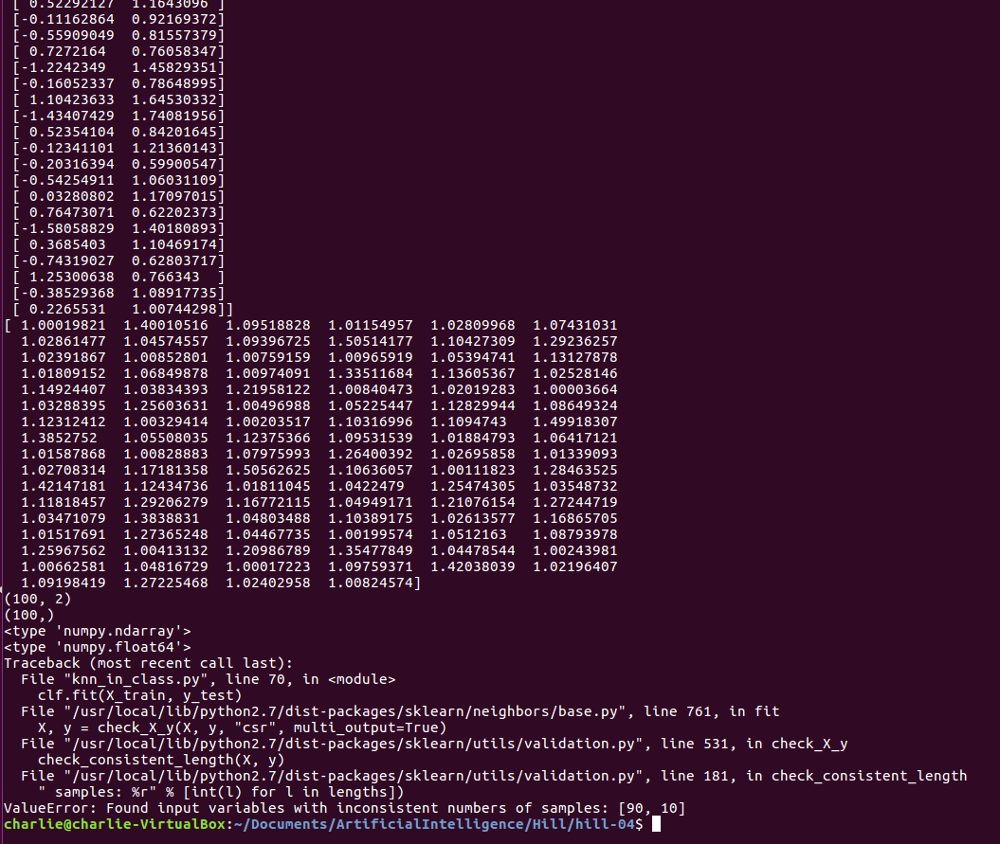 [ 0.52292127 1.1643096 ]
[-0.11162864 0.92169372]
[-0.55909049 0.81557379]
[ 0.7272164 0.76058347]
[-1.2242349 1.45829351]
[-0.16052337 0.78648995]
[ 1.10423633 1.64530332]
[-1.43407429 1.74081956]
[ 0.52354104 0.84201645]
[-0.12341101 1.21360143]
[-0.20316394 0.59900547]
[-0.54254911 1.06031109]
[ 0.03280802 1.17097015]
[ 0.76473071 0.62202373]
[-1.58058829 1.40180893]
[ 0.3685403 1.10469174]
[-0.74319027 0.62803717]
[ 1.25300638 0.766343 ]
[-0.38529368 1.08917735]
[ 0.2265531 1.00744298]]
[ 1.00019821 1.40010516 1.09518828 1.01154957 1.02809968 1.07431031
1.02861477 1.04574557 1.09396725 1.50514177 1.10427309 1.29236257
1.02391867 1.00852801 1.00759159 1.00965919 1.05394741 1.13127878
1.01809152 1.06849878 1.00974091 1.33511684 1.13605367 1.02528146
1.14924407 1.03834393 1.21958122 1.00840473 1.02019283 1.00003664
1.03288395 1.25603631 1.00496988 1.05225447 1.12829944 1.08649324
1.12312412 1.00329414 1.00203517 1.10316996 1.1094743 1.49918307
1.3852752 1.05508035 1.12375366 1.09531539 1.01884793 1.06417121
1.01587868 1.00828883 1.07975993 1.26400392 1.02695858 1.01339093
1.02708314 1.17181358 1.50562625 1.10636057 1.00111823 1.28463525
1.42147181 1.12434736 1.01811045 1.0422479 1.25474305 1.03548732
1.11818457 1.29206279 1.16772115 1.04949171 1.21076154 1.27244719
1.03471079 1.3838831 1.04803488 1.10389175 1.02613577 1.16865705
1.01517691 1.27365248 1.04467735 1.00199574 1.0512163 1.08793978
1.25967562 1.00413132 1.20986789 1.35477849 1.04478544 1.00243981
1.00662581 1.04816729 1.00017223 1.09759371 1.42038039 1.02196407
1.09198419 1.27225468 1.02402958 1.00824574]
(100, 2)
(100,)
<type 'numpy.ndarray'>
<type 'numpy.float64'>
Traceback (most recent call last):
File "knn_in_class.py", line 70, in <module>
clf.fit(X_train, y_test)
File "/usr/local/lib/python2.7/dist-packages/sklearn/neighbors/base.py", line 761, in fit
X, y = check_X_y(X, y, "csr", multi_output=True)
File "/usr/local/lib/python2.7/dist-packages/sklearn/utils/validation.py", line 531, in check_X_y
check_consistent_length(X, y)
File "/usr/local/lib/python2.7/dist-packages/sklearn/utils/validation.py", line 181, in check_consistent_length
" samples: %r" % [int(l) for l in lengths])
ValueError: Found input variables with inconsistent numbers of samples: [90, 10]
charlie@charlie-VirtualBox:~/Documents/ArtificialIntelligence/Hill/hill-04$